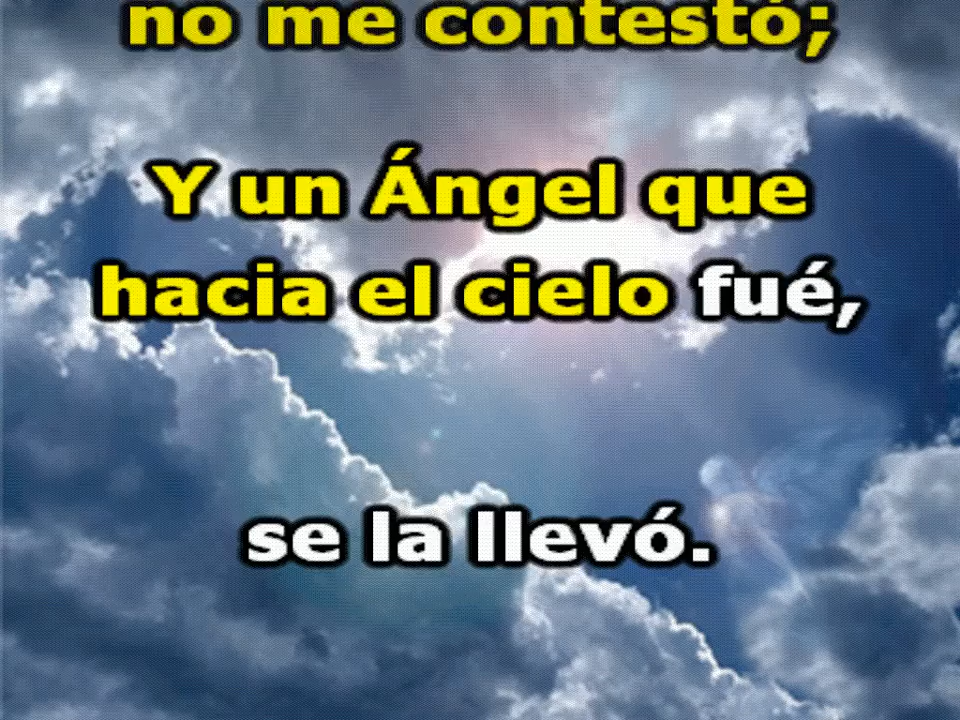 no me contestó;
Y un Ángel que
hacia el cielo fué,
se la llevó.